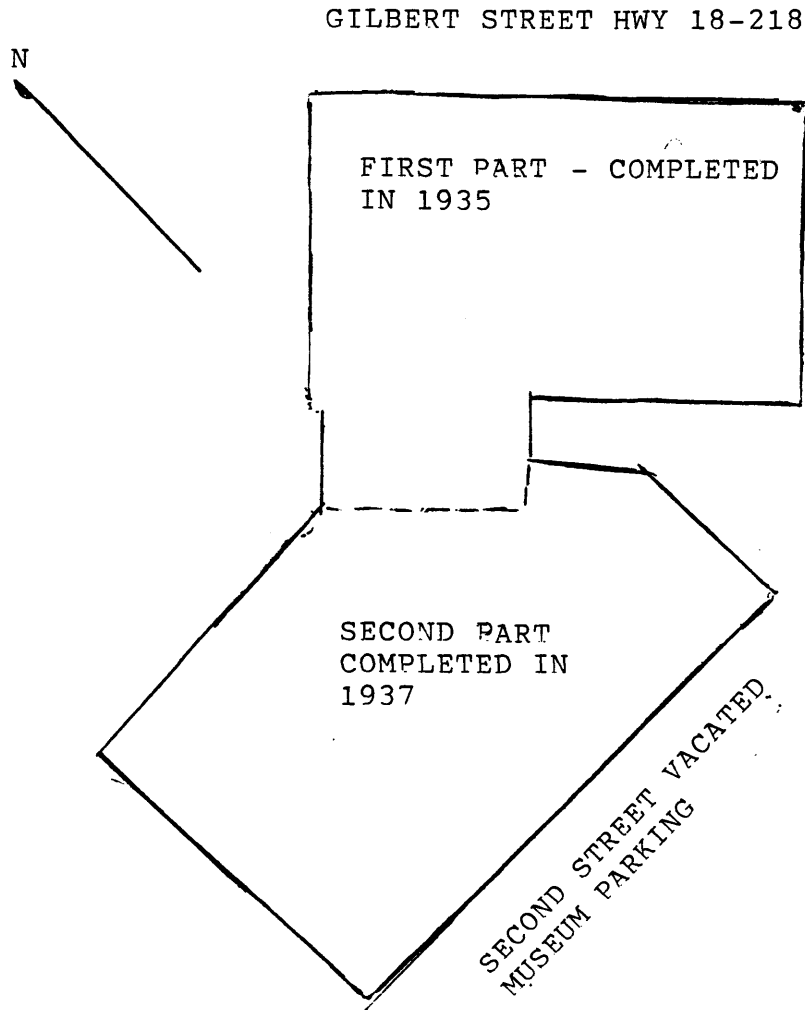 GILBERT STREET HWY 18-218
N
FIRST PART - COMPLETED
IN 1935
SECOND PART
COMPLETED IN
1937
SECOND STREET VACATED
MUSEUM PARKING